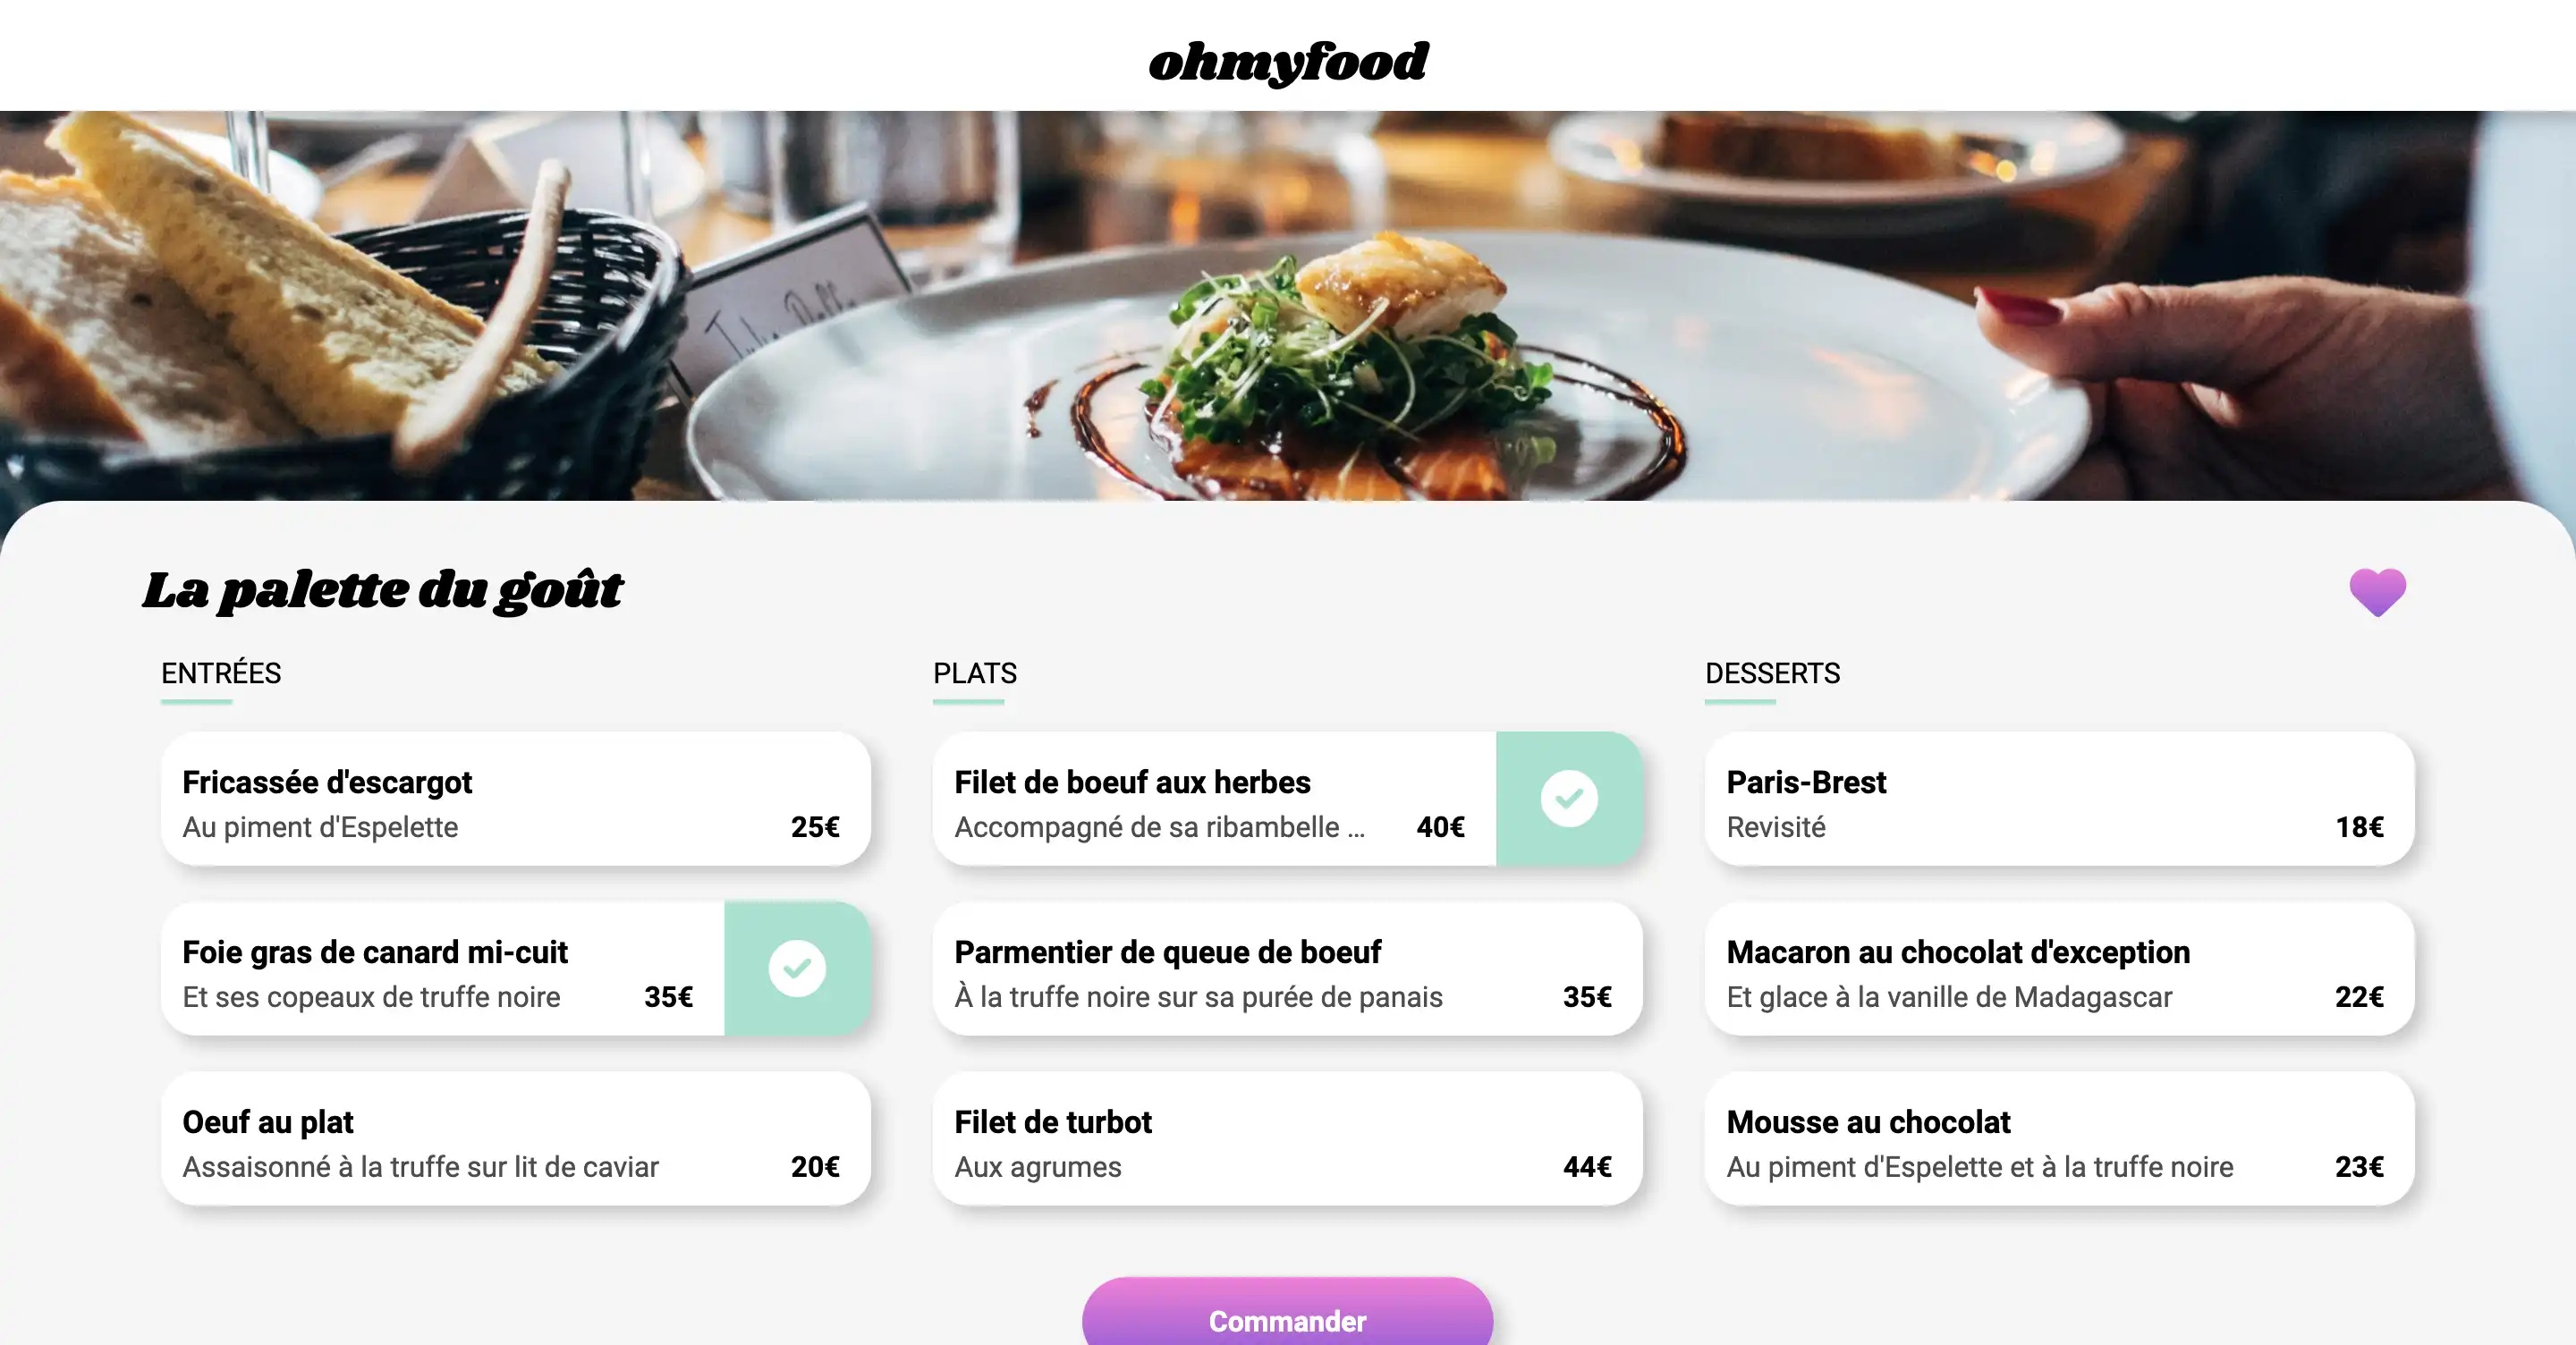 ohmyfood
La palette du goût
ENTRÉES
Fricassée d'escargot
Au piment d'Espelette
25€
Foie gras de canard mi-cuit
Et ses copeaux de truffe noire
35€
Oeuf au plat
Assaisonné à la truffe sur lit de caviar
20€
PLATS
Filet de boeuf aux herbes
Accompagné de sa ribambelle ...
40€
Parmentier de queue de boeuf
À la truffe noire sur sa purée de panais
35€
Filet de turbot
Aux agrumes
44€
DESSERTS
Paris-Brest
Revisité
18€
Macaron au chocolat d'exception
Et glace à la vanille de Madagascar
22€
Mousse au chocolat
Au piment d'Espelette et à la truffe noire
23€
Commander